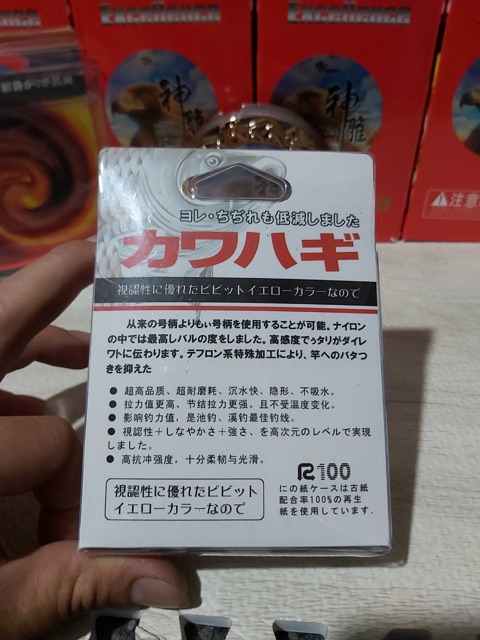 Excellence
Excellence
神
神
雕
注意
ヨレ・ちぢれも低減しました
カワハギ
視認性に優れたビビットイエローカラーなので
从来の号柄よりもい号柄を使用することが可能。ナイロン
の中では最高しバルの度をしました。高感度でぅタリがダイレ
ワトに伝わります。テフロン系特殊加工により、竿へのバタつ
きを抑えた
● 超高品质、超耐磨耗、沉水快、隐形、不吸水。
● 拉力值更高、节结拉力更强。且不受温度变化。
● 影响钓力值，是池钓、溪钓最佳钓线。
● 視認性＋しなやかさ＋強さ、を高次元のレベルで実現
しました。
● 高抗冲强度，十分柔韧与光滑。
R100
視認性に優れたビビット
イエローカラーなので
にの紙ケースは古紙
配合率100%の再生
紙を使用しています.